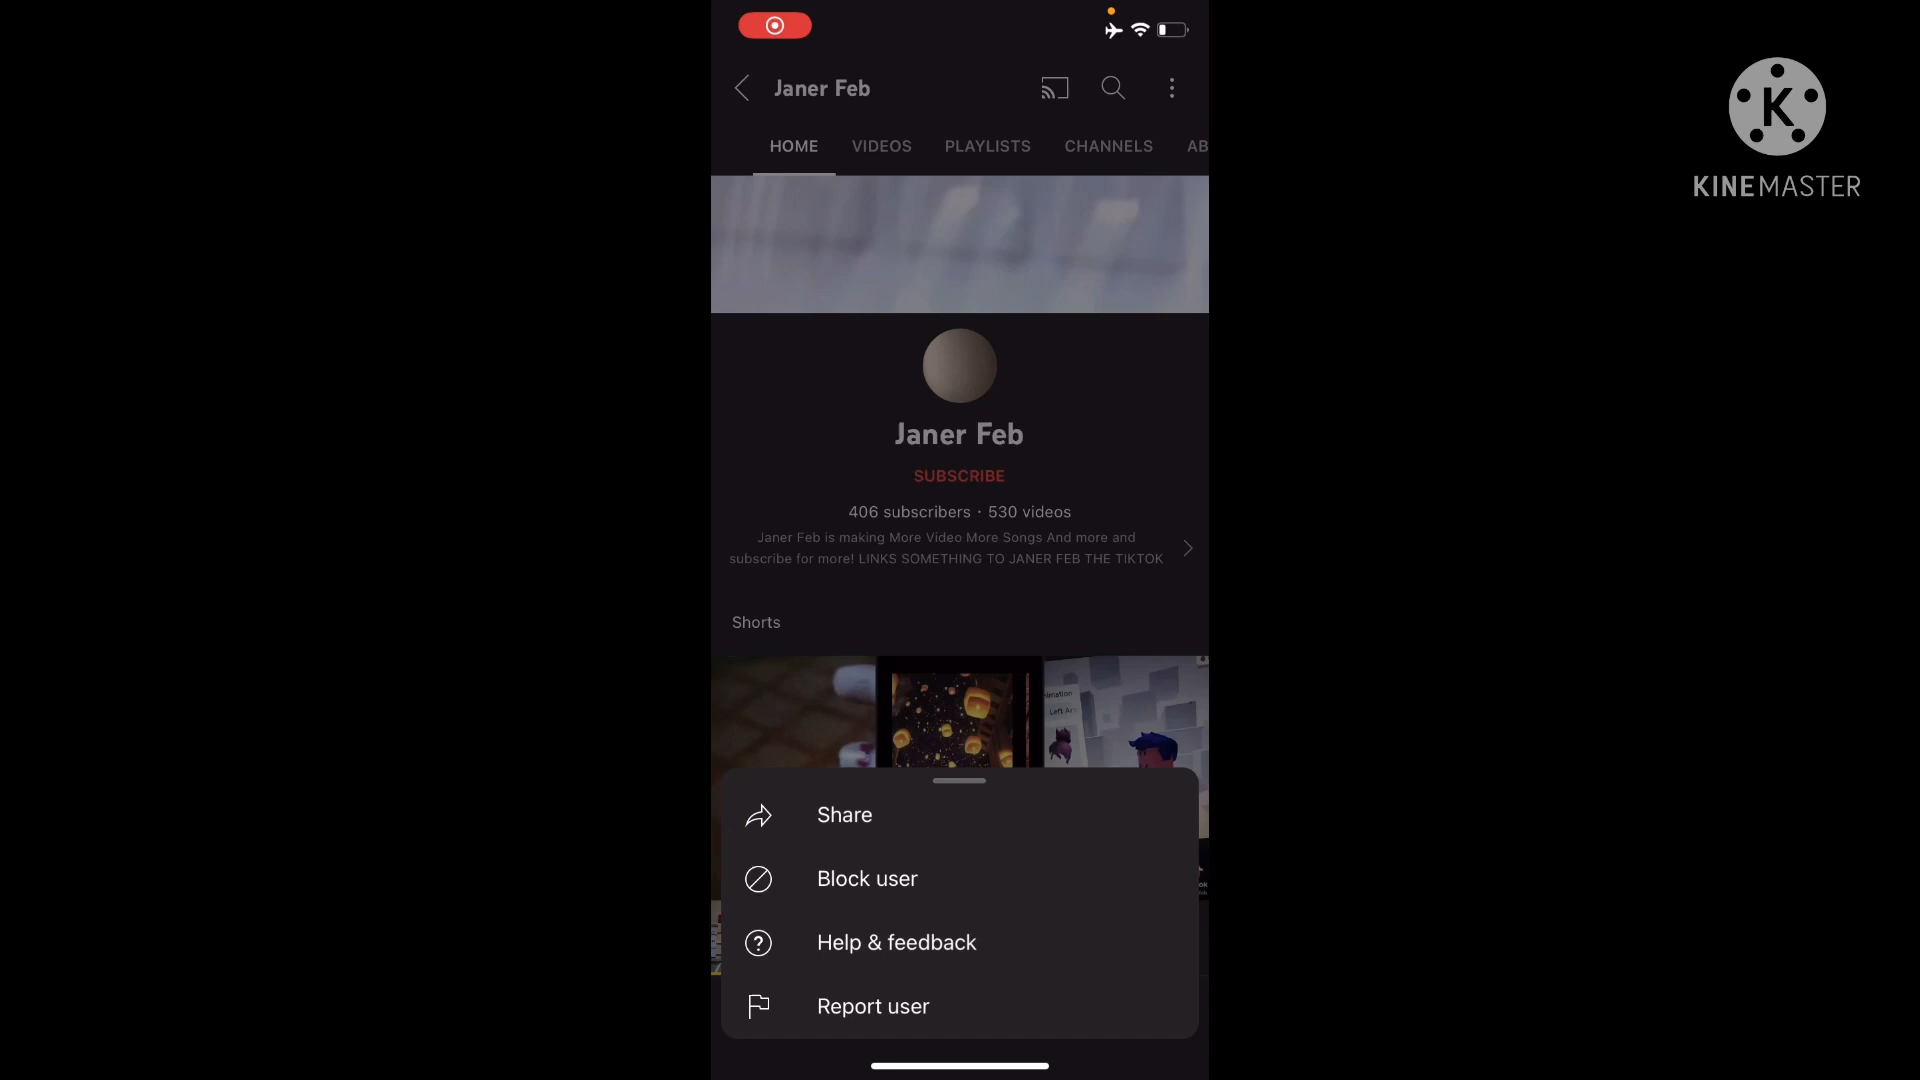 Janer Feb
HOME VIDEOS PLAYLISTS CHANNELS AB
K
KINEMASTER
Janer Feb
SUBSCRIBE
406 subscribers · 530 videos
Janer Feb is making More Video More Songs And more and
subscribe for more! LINKS SOMETHING TO JANER FEB THE TIKTOK
Shorts
Left Ar
Share
Block user
Help & feedback
Report user